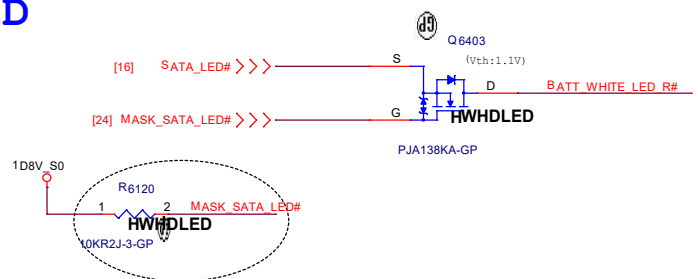 D
GP
Q6403
(Vth:1.1V)
[16] SATA_LED# S D BATT_WHITE_LED_R#
[24] MASK_SATA_LED# G HWHDLED
PJA138KA-GP
1D8V_S0
R6120
1 2 MASK_SATA_LED#
HWHDLED
10KR2J-3-GP